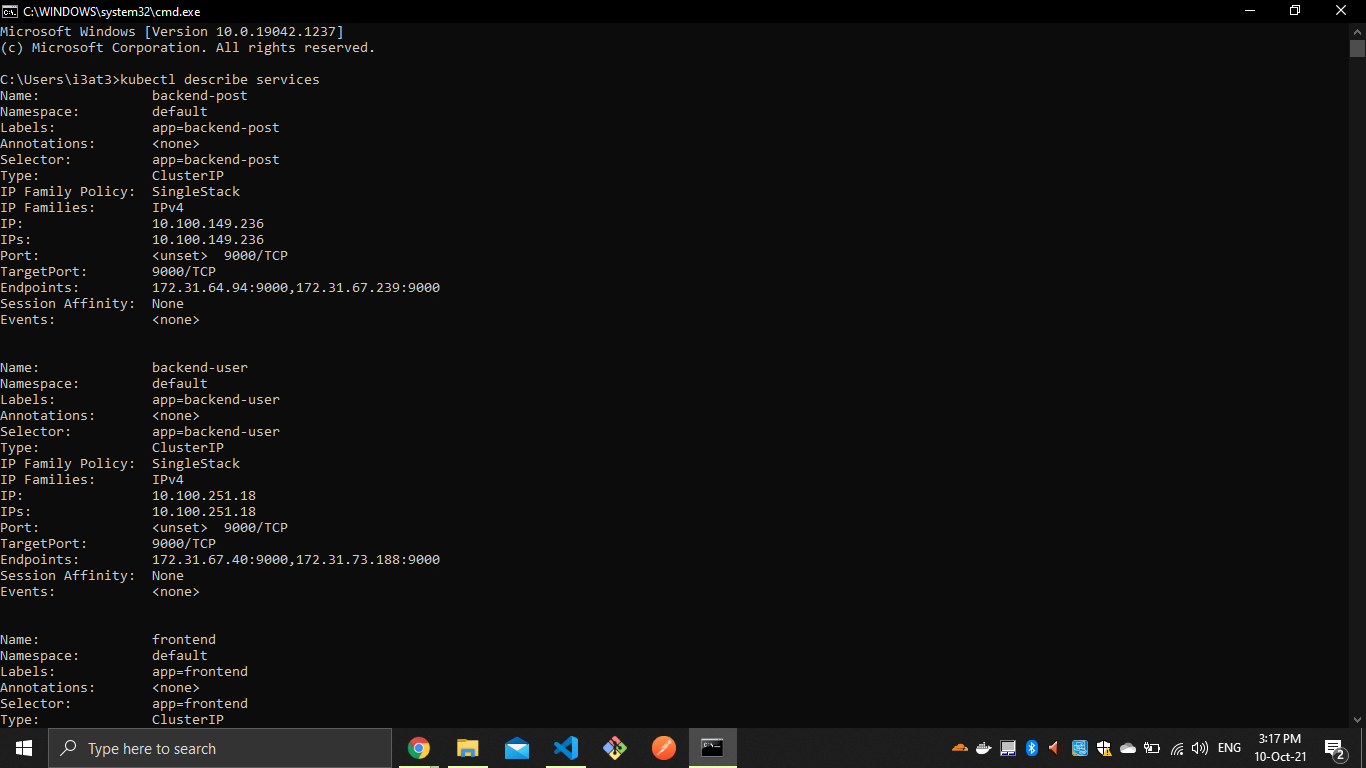 C:\WINDOWS\system32\cmd.exe
Microsoft Windows [Version 10.0.19042.1237]
(c) Microsoft Corporation. All rights reserved.
C:\Users\i3at3>kubectl describe services
Name: backend-post
Namespace: default
Labels: app=backend-post
Annotations: <none>
Selector: app=backend-post
Type: ClusterIP
IP Family Policy: SingleStack
IP Families: IPv4
IP: 10.100.149.236
IPs: 10.100.149.236
Port: <unset> 9000/TCP
TargetPort: 9000/TCP
Endpoints: 172.31.64.94:9000,172.31.67.239:9000
Session Affinity: None
Events: <none>
Name: backend-user
Namespace: default
Labels: app=backend-user
Annotations: <none>
Selector: app=backend-user
Type: ClusterIP
IP Family Policy: SingleStack
IP Families: IPv4
IP: 10.100.251.18
IPs: 10.100.251.18
Port: <unset> 9000/TCP
TargetPort: 9000/TCP
Endpoints: 172.31.67.40:9000,172.31.73.188:9000
Session Affinity: None
Events: <none>
Name: frontend
Namespace: default
Labels: app=frontend
Annotations: <none>
Selector: app=frontend
Type: ClusterIP
Type here to search
ENG
3:17 PM
10-Oct-21
2